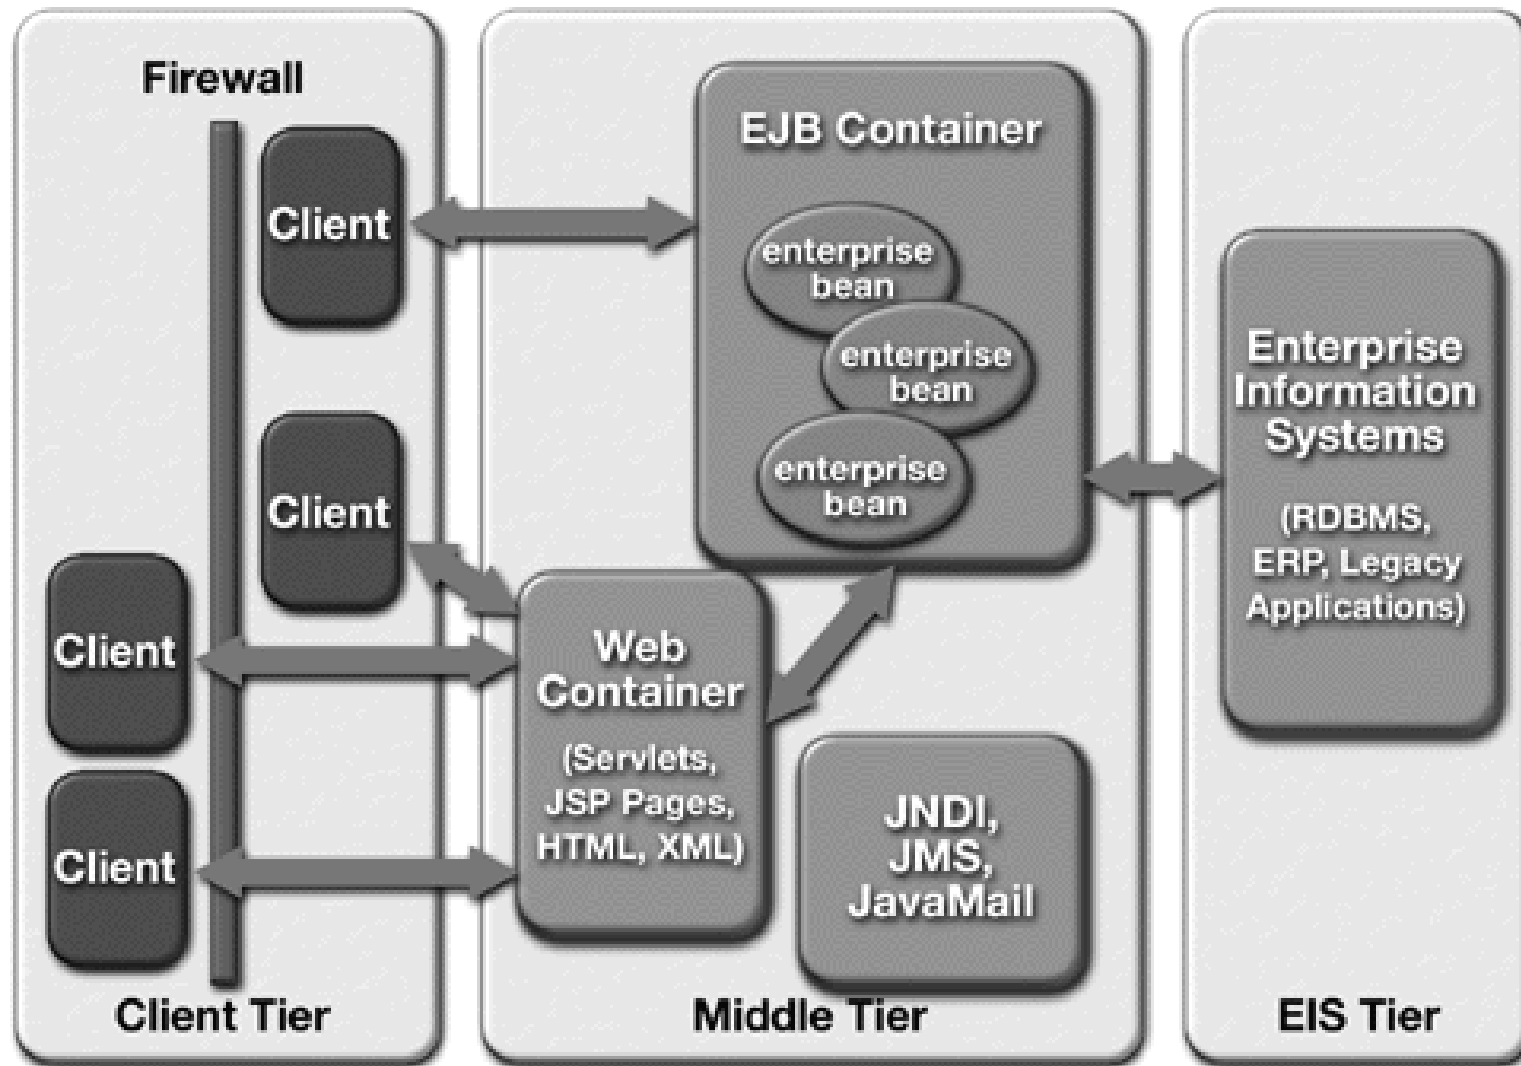 Firewall
Client
Client
Client
Client
Client Tier
EJB Container
enterprise
bean
enterprise
bean
enterprise
bean
Web
Container
(Servlets,
JSP Pages,
HTML, XML)
JNDI,
JMS,
JavaMail
Middle Tier
Enterprise
Information
Systems
(RDBMS,
ERP, Legacy
Applications)
EIS Tier